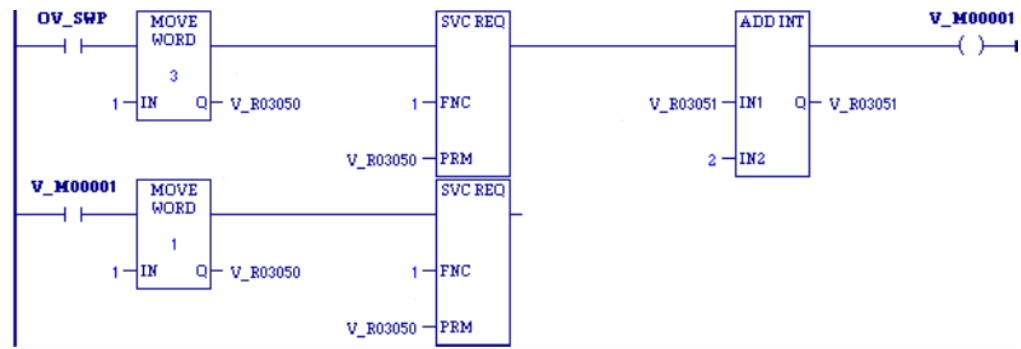 OV_SWP MOVE WORD SVC REQ ADD INT V_M00001
3
1 IN Q V_R03050 1 FNC V_R03051 IN1 Q V_R03051
V_R03050 PRM 2 IN2
V_M00001 MOVE WORD SVC REQ
1
1 IN Q V_R03050 1 FNC
V_R03050 PRM